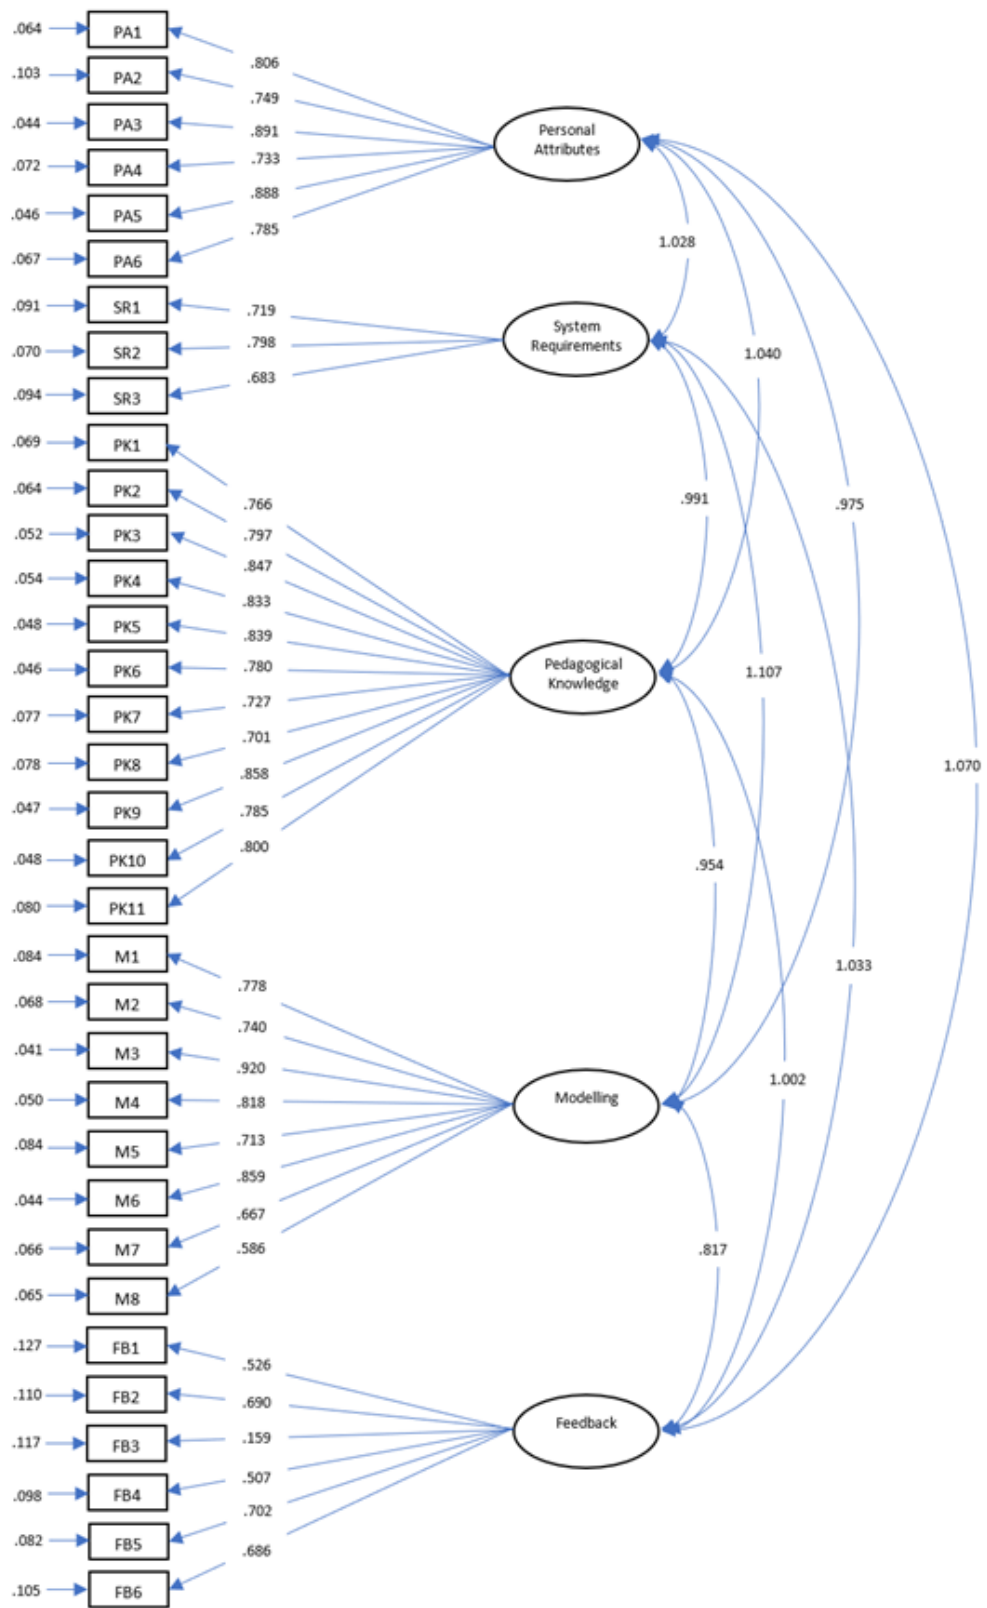 .064 PA1
.806
.103 PA2
.749
.044 PA3
.891
.072 PA4
.733
.046 PA5
.888
.067 PA6
.785
Personal
Attributes
1.028
.091 SR1
.719
.070 SR2
.798
.094 SR3
.683
System
Requirements
1.040
.069 PK1
.766
.064 PK2
.797
.052 PK3
.847
.054 PK4
.833
.048 PK5
.839
.046 PK6
.780
.077 PK7
.727
.078 PK8
.701
.047 PK9
.858
.048 PK10
.785
.080 PK11
.800
Pedagogical
Knowledge
.991
.975
1.107
1.070
.954
.084 M1
.778
.068 M2
.740
.041 M3
.920
.050 M4
.818
.084 M5
.713
.044 M6
.859
.066 M7
.667
.065 M8
.586
Modelling
1.033
1.002
.817
.127 FB1
.526
.110 FB2
.690
.117 FB3
.159
.098 FB4
.507
.082 FB5
.702
.105 FB6
.686
Feedback